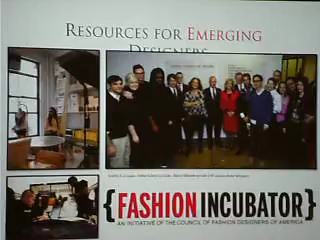 RESOURCES FOR EMERGING
DESIGNERS
{FASHION INCUBATOR}
AN INITIATIVE OF THE COUNCIL OF FASHION DESIGNERS OF AMERICA